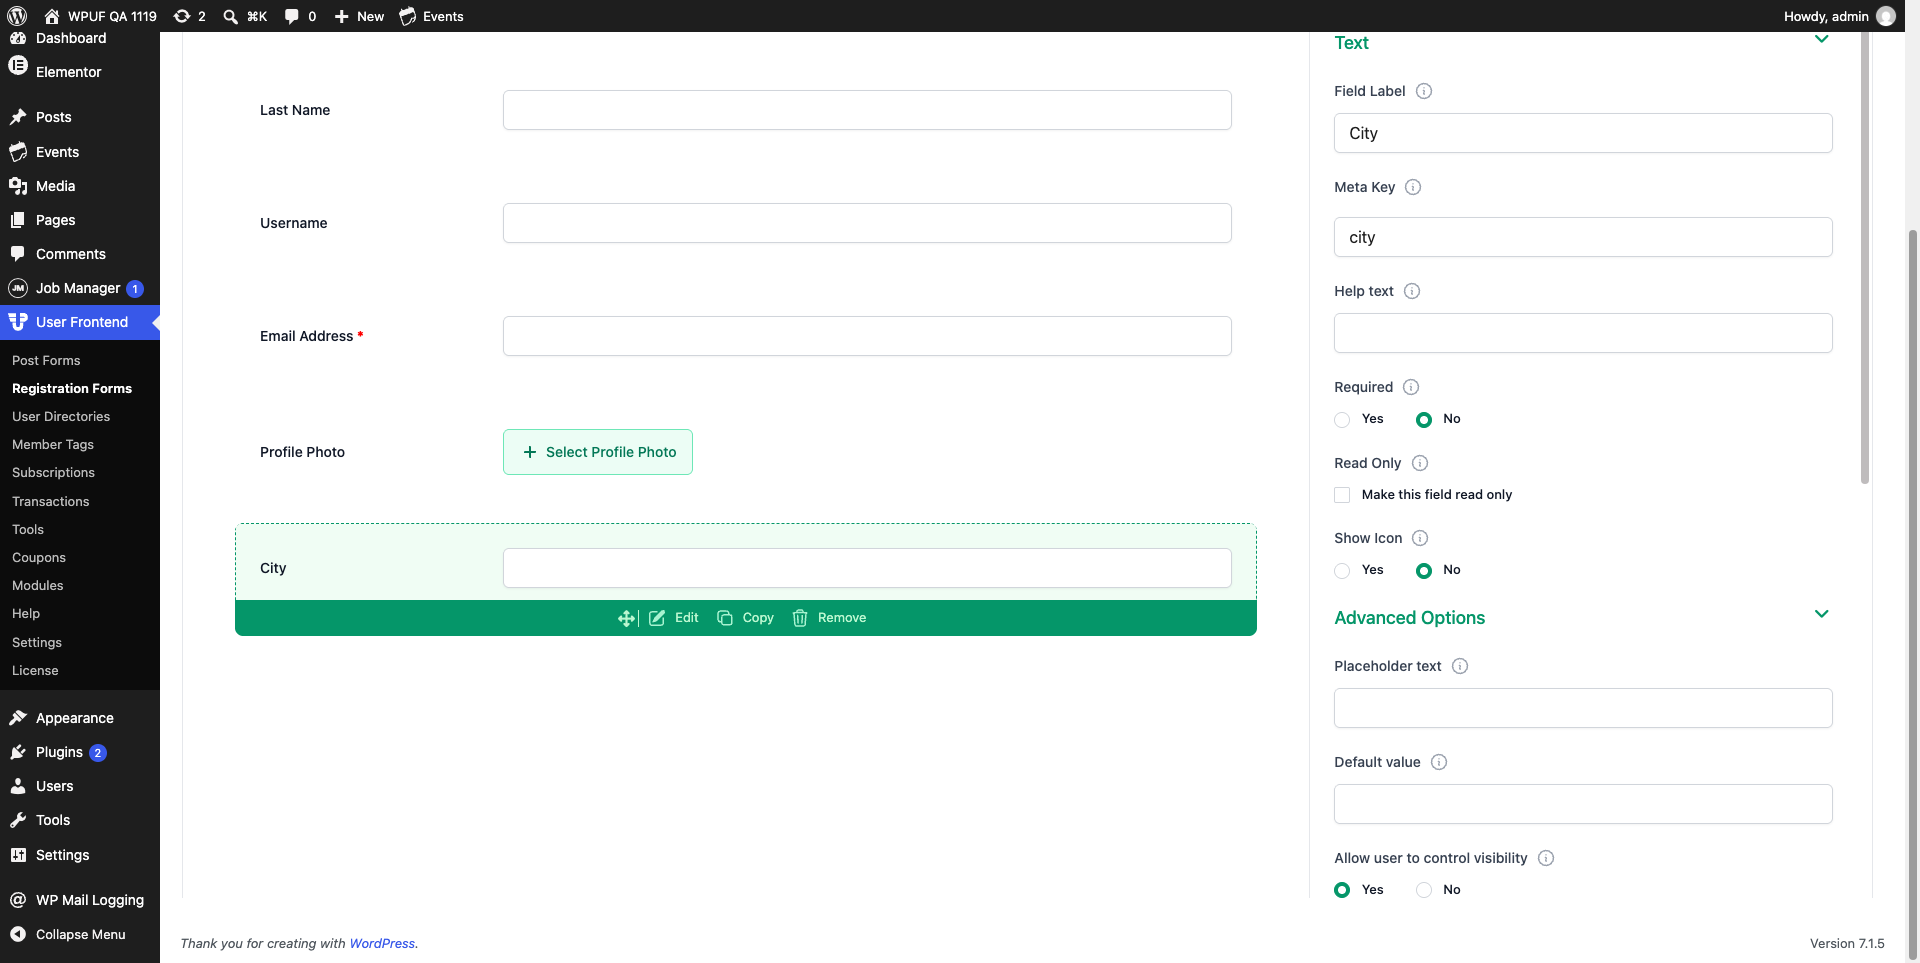 WPUF QA 1119 2 ⌘K 0 New Events Howdy, admin
Dashboard
Elementor
Posts
Events
Media
Pages
Comments
JM Job Manager 1
User Frontend
Post Forms
Registration Forms
User Directories
Member Tags
Subscriptions
Transactions
Tools
Coupons
Modules
Help
Settings
License
Appearance
Plugins 2
Users
Tools
Settings
WP Mail Logging
Collapse Menu
Last Name
Username
Email Address *
Profile Photo
Select Profile Photo
City
Edit Copy Remove
Text
Field Label
City
Meta Key
city
Help text
Required
Yes No
Read Only
Make this field read only
Show Icon
Yes No
Advanced Options
Placeholder text
Default value
Allow user to control visibility
Yes No
Thank you for creating with WordPress.
Version 7.1.5